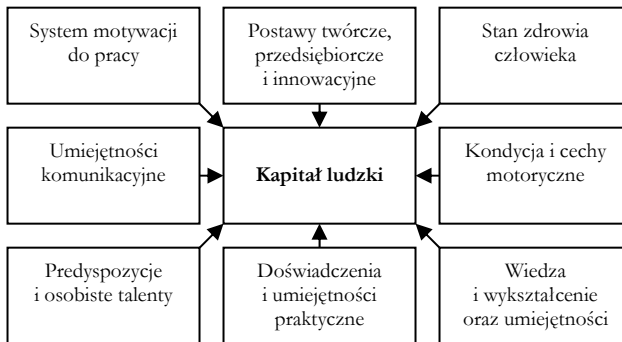 System motywacji
do pracy
Postawy twórcze,
przedsiębiorcze
i innowacyjne
Stan zdrowia
człowieka
Umiejętności
komunikacyjne
Kapitał ludzki
Kondycja i cechy
motoryczne
Predyspozycje
i osobiste talenty
Doświadczenia
i umiejętności
praktyczne
Wiedza
i wykształcenie
oraz umiejętności